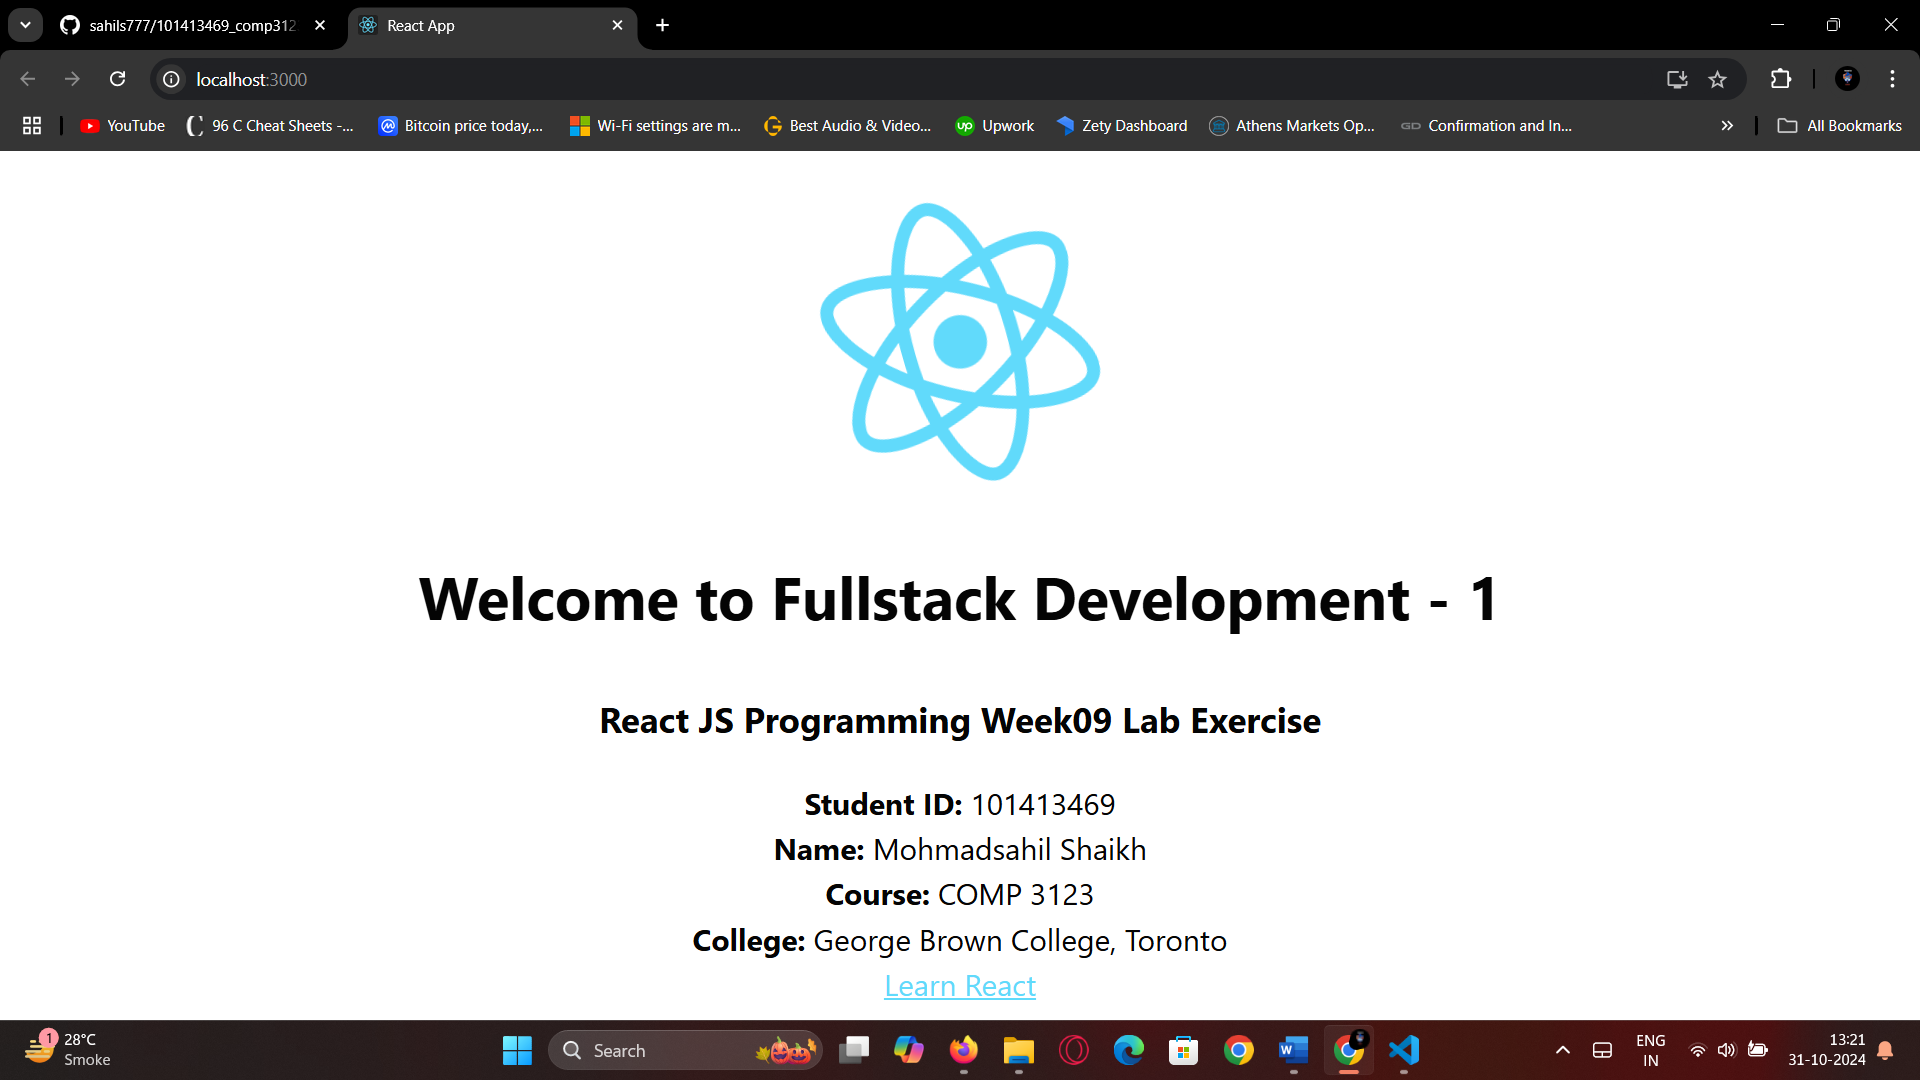 sahils777/101413469_comp312
React App
localhost:3000
YouTube
96 C Cheat Sheets -...
Bitcoin price today,...
Wi-Fi settings are m...
Best Audio & Video...
Upwork
Zety Dashboard
Athens Markets Op...
GD
Confirmation and In...
All Bookmarks
Welcome to Fullstack Development - 1
React JS Programming Week09 Lab Exercise
Student ID: 101413469
Name: Mohmadsahil Shaikh
Course: COMP 3123
College: George Brown College, Toronto
Learn React
1
28°C
Smoke
Search
ENG
IN
13:21
31-10-2024